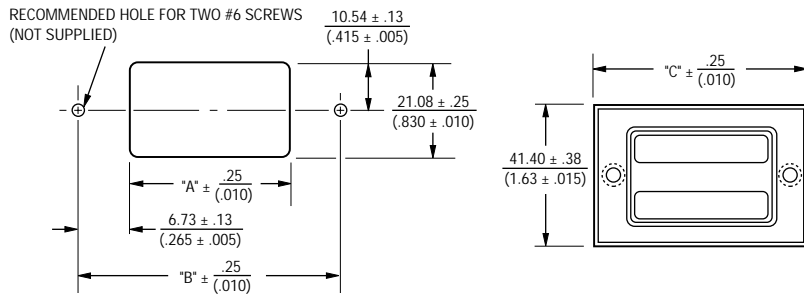 RECOMMENDED HOLE FOR TWO #6 SCREWS
(NOT SUPPLIED)
10.54 ± .13
(.415 ± .005)
21.08 ± .25
(.830 ± .010)
"A" ± .25
(.010)
6.73 ± .13
(.265 ± .005)
"B" ± .25
(.010)
"C" ± .25
(.010)
41.40 ± .38
(1.63 ± .015)